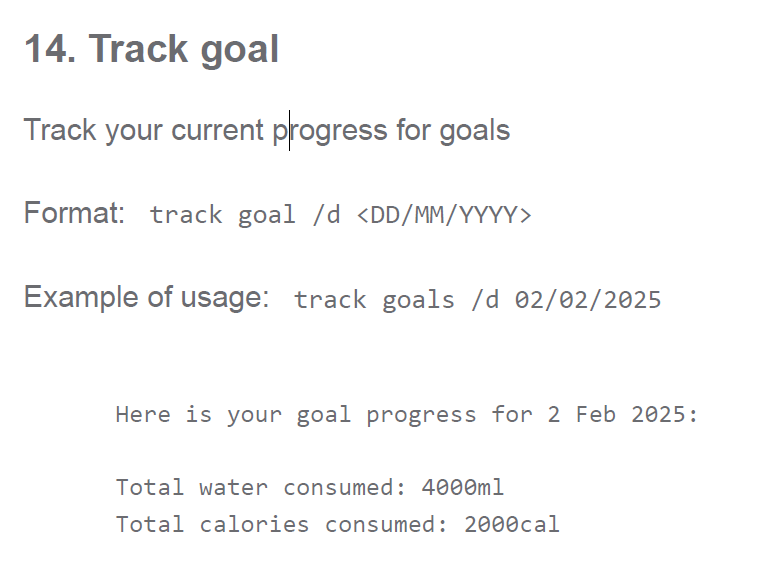 14. Track goal
Track your current progress for goals
Format: track goal /d <DD/MM/YYYY>
Example of usage: track goals /d 02/02/2025
Here is your goal progress for 2 Feb 2025:
Total water consumed: 4000ml
Total calories consumed: 2000cal